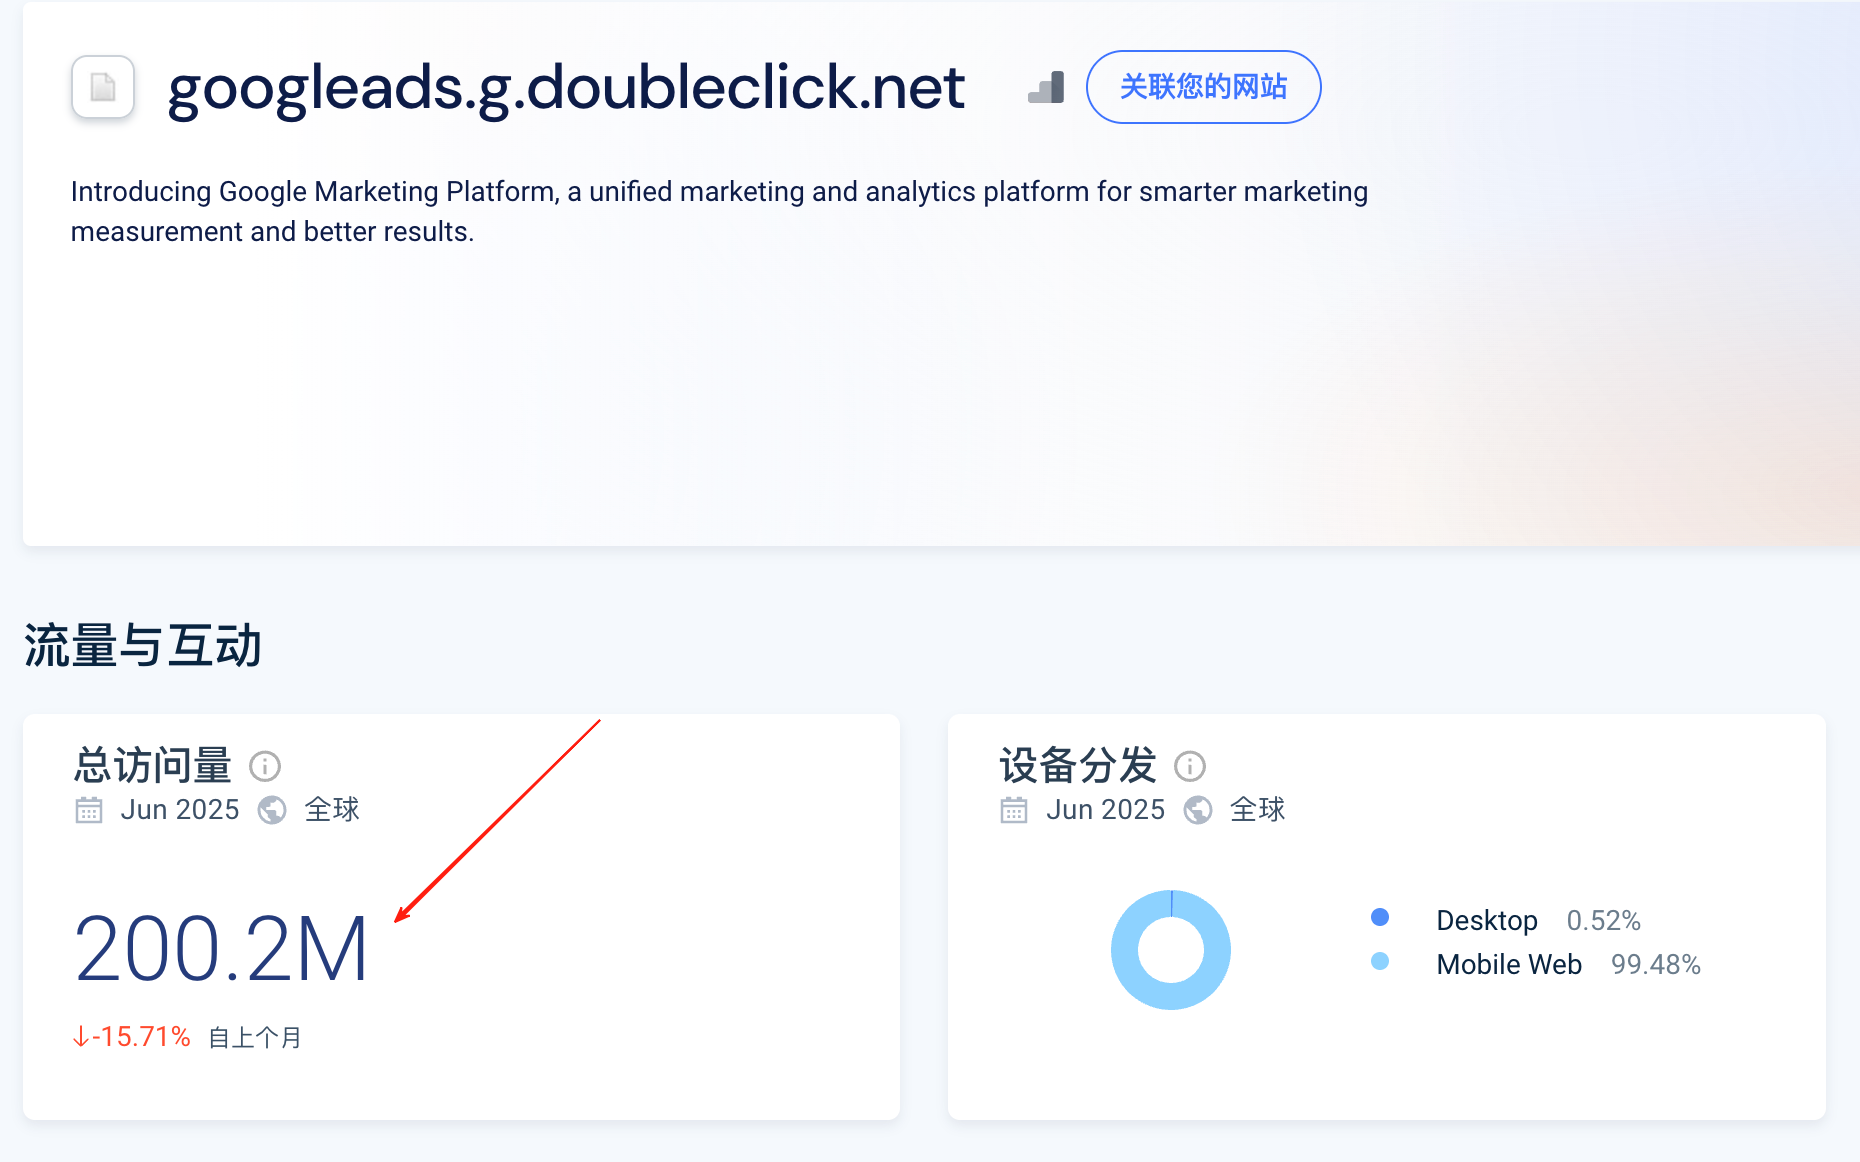 googleads.g.doubleclick.net
关联您的网站
Introducing Google Marketing Platform, a unified marketing and analytics platform for smarter marketing
measurement and better results.
流量与互动
总访问量
Jun 2025 全球
200.2M
↓-15.71% 自上个月
设备分发
Jun 2025 全球
Desktop 0.52%
Mobile Web 99.48%